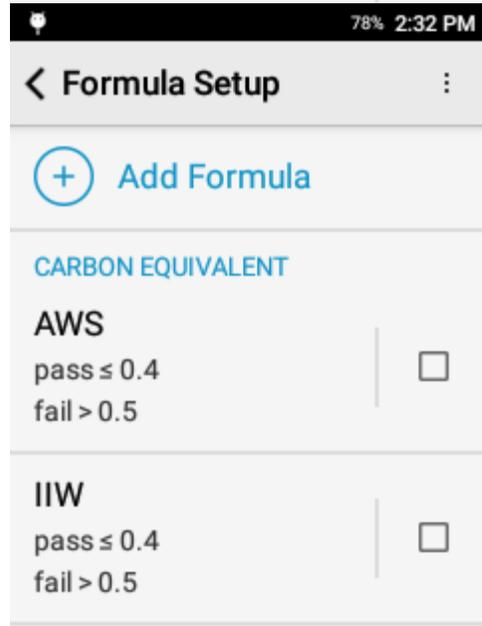 78% 2:32 PM
Formula Setup
Add Formula
CARBON EQUIVALENT
AWS
pass ≤ 0.4
fail > 0.5
IIW
pass ≤ 0.4
fail > 0.5